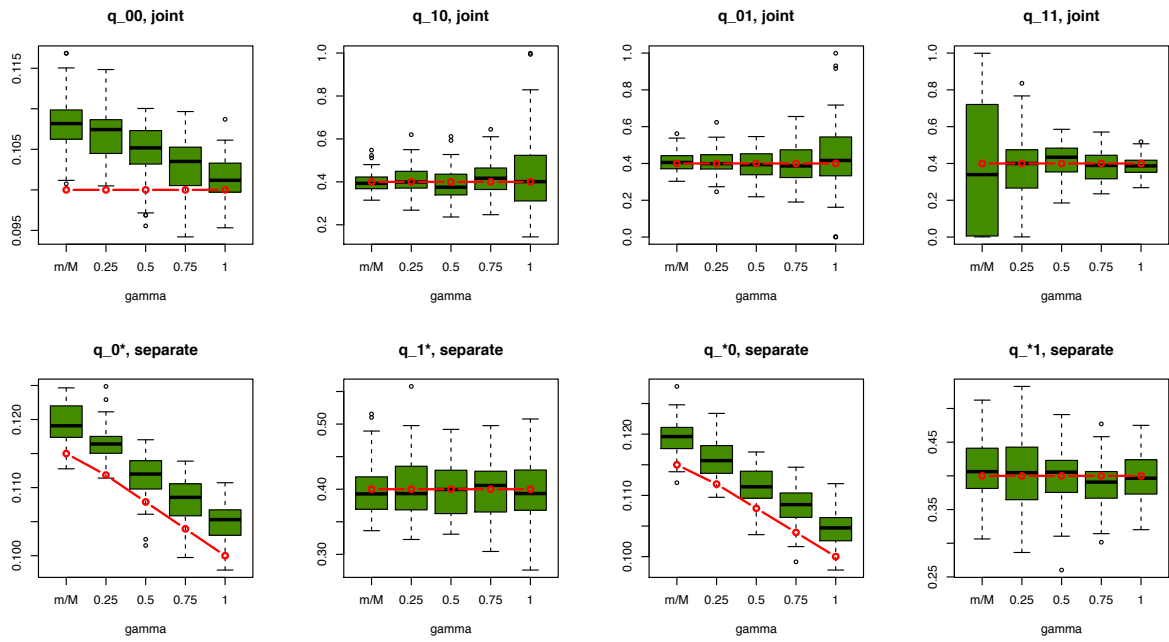 q_00, joint
0.095 0.105 0.115
m/M 0.25 0.5 0.75 1
gamma
q_10, joint
0.2 0.4 0.6 0.8 1.0
m/M 0.25 0.5 0.75 1
gamma
q_01, joint
0.0 0.2 0.4 0.6 0.8 1.0
m/M 0.25 0.5 0.75 1
gamma
q_11, joint
0.0 0.2 0.4 0.6 0.8 1.0
m/M 0.25 0.5 0.75 1
gamma
q_0*, separate
0.100 0.110 0.120
m/M 0.25 0.5 0.75 1
gamma
q_1*, separate
0.30 0.40 0.50
m/M 0.25 0.5 0.75 1
gamma
q_*0, separate
0.100 0.110 0.120
m/M 0.25 0.5 0.75 1
gamma
q_*1, separate
0.25 0.35 0.45
m/M 0.25 0.5 0.75 1
gamma